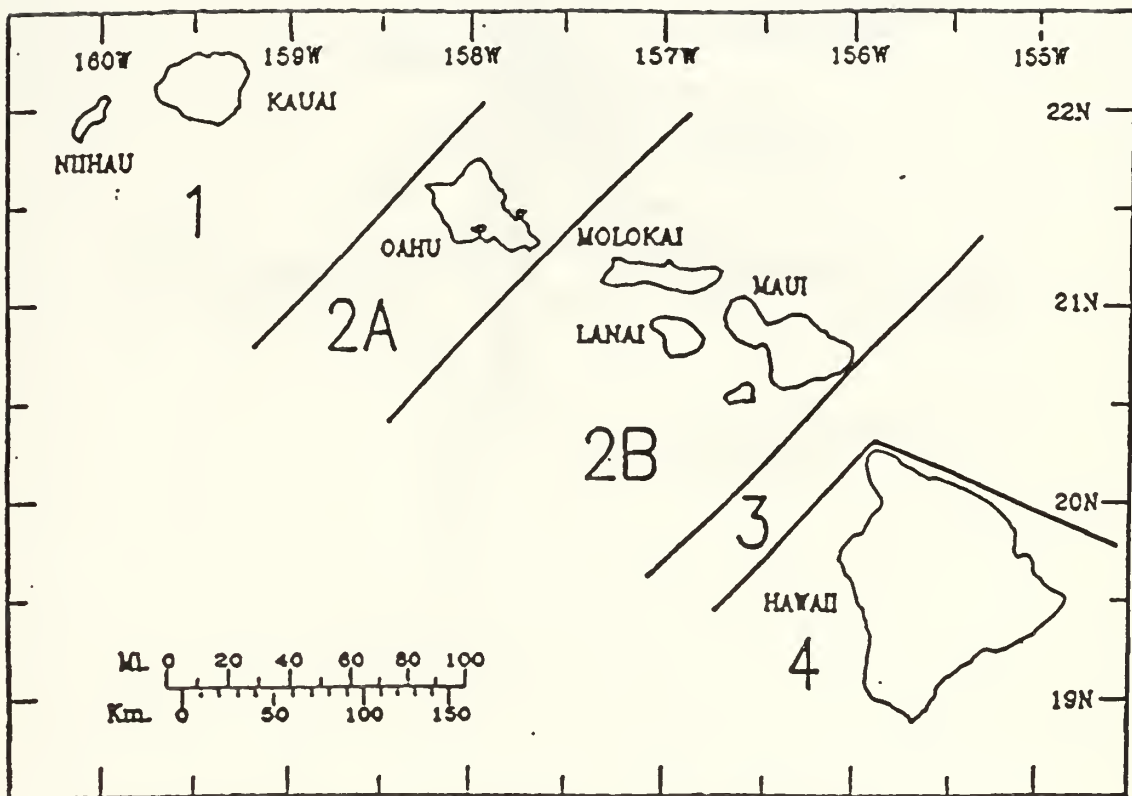 160W 159W 158W 157W 156W 155W
KAUAI
22N
NIIHAU
1
OAHU
MOLOKAI
MAUI
21N
2A
LANAI
2B
20N
3
HAWAII
4
Mi. 0 20 40 60 80 100
Km. 0 50 100 150
19N